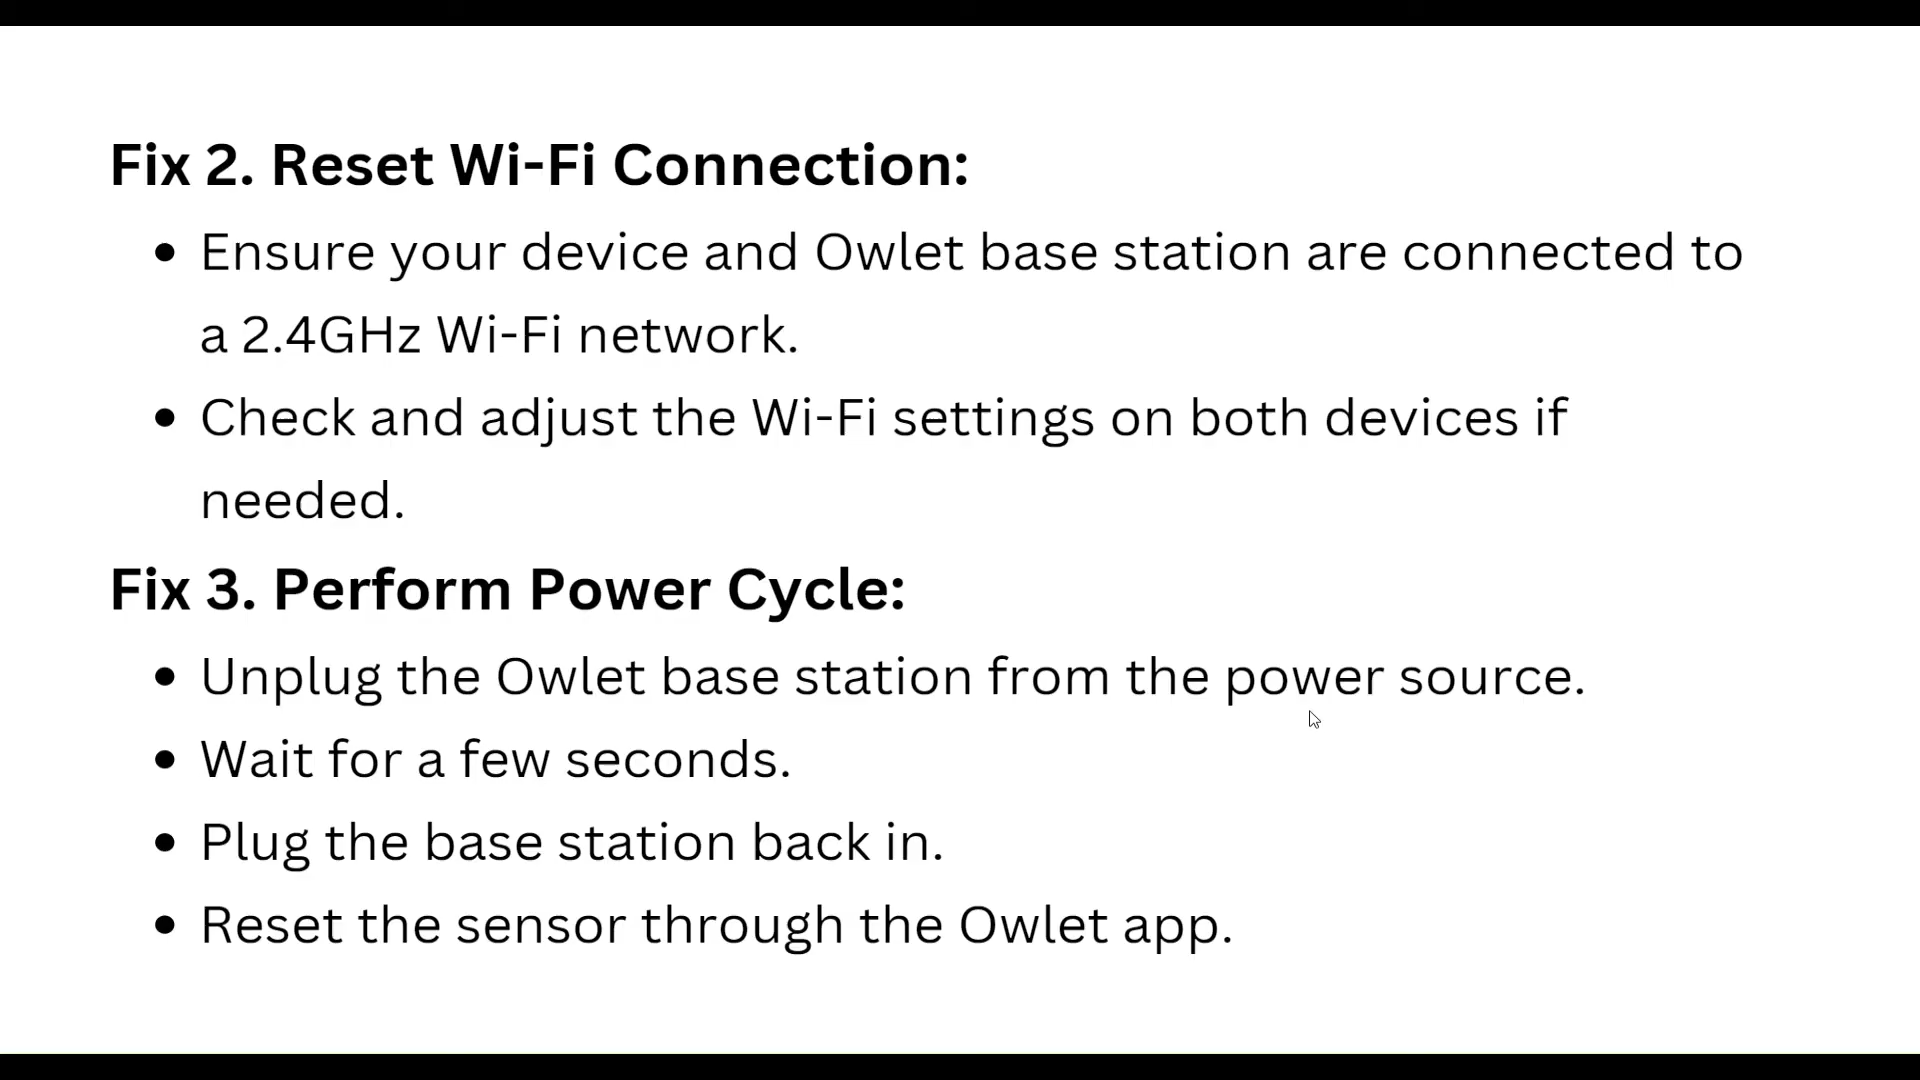 Fix 2. Reset Wi-Fi Connection:
• Ensure your device and Owlet base station are connected to
a 2.4GHz Wi-Fi network.
• Check and adjust the Wi-Fi settings on both devices if
needed.
Fix 3. Perform Power Cycle:
• Unplug the Owlet base station from the power source.
• Wait for a few seconds.
• Plug the base station back in.
• Reset the sensor through the Owlet app.